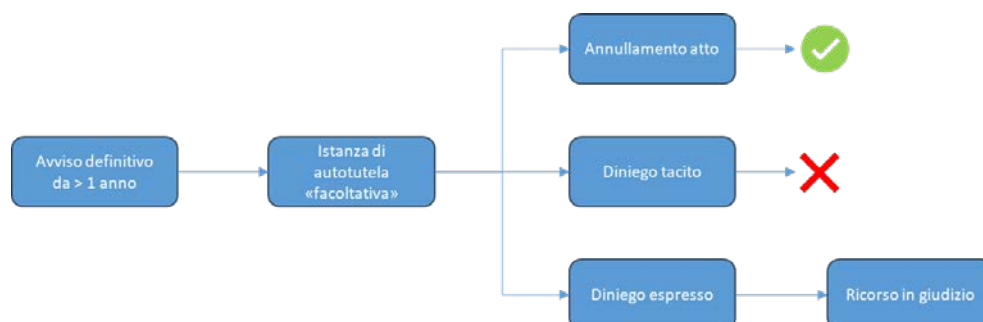 Annullamento atto
Avviso definitivo
da > 1 anno
Istanza di
autotutela
«facoltativa»
Diniego tacito
Diniego espresso
Ricorso in giudizio